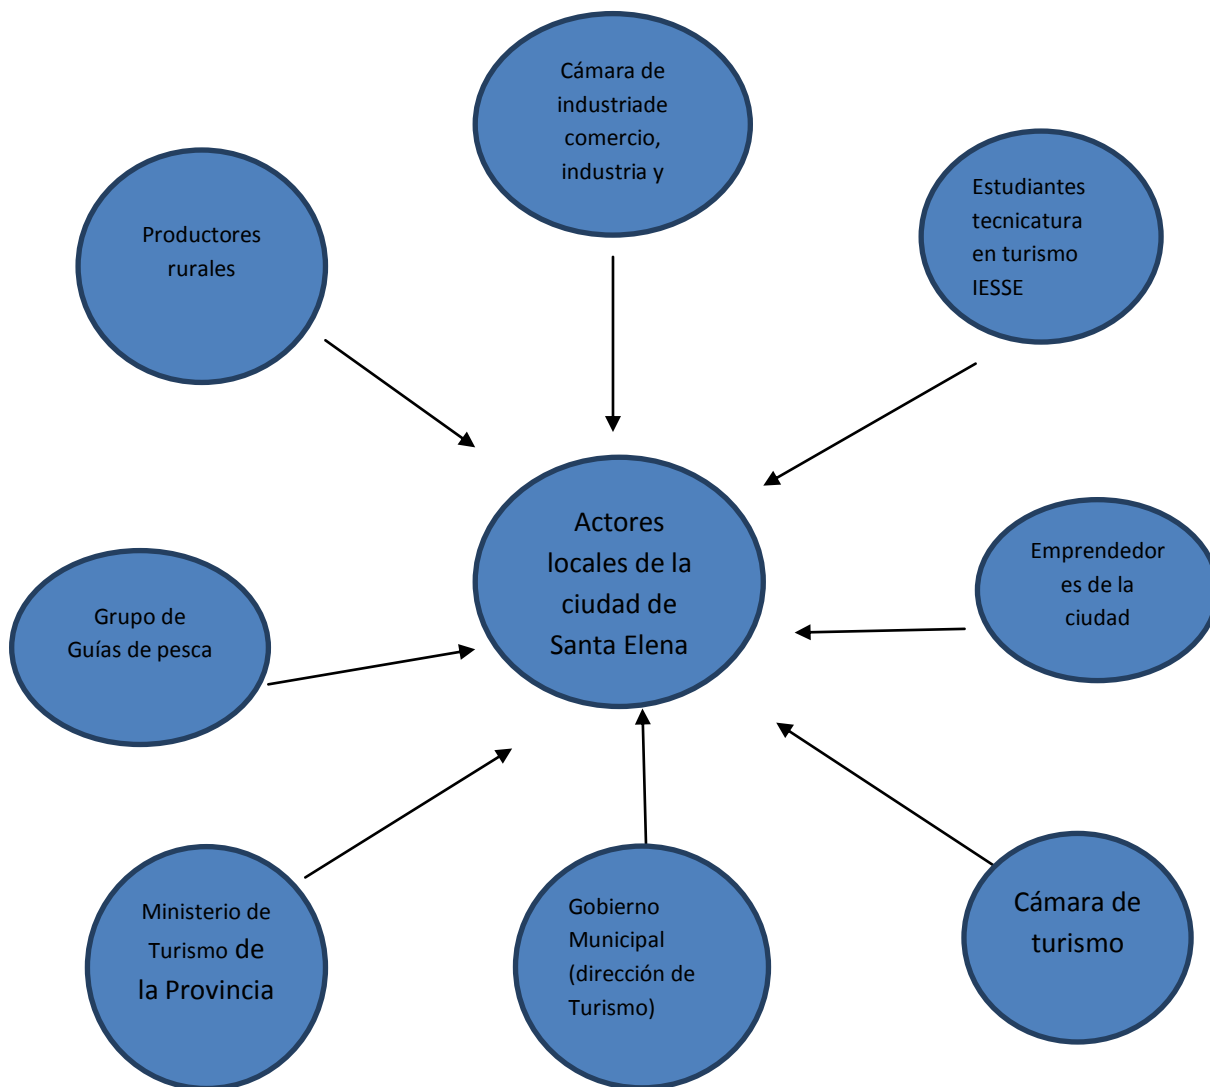 Cámara de
industriade
comercio,
industria y
Estudiantes
tecnicatura
en turismo
IESSE
Productores
rurales
Actores
locales de la
ciudad de
Santa Elena
Emprendedor
es de la
ciudad
Grupo de
Guías de pesca
Ministerio de
Turismo de
la Provincia
Gobierno
Municipal
(dirección de
Turismo)
Cámara de
turismo